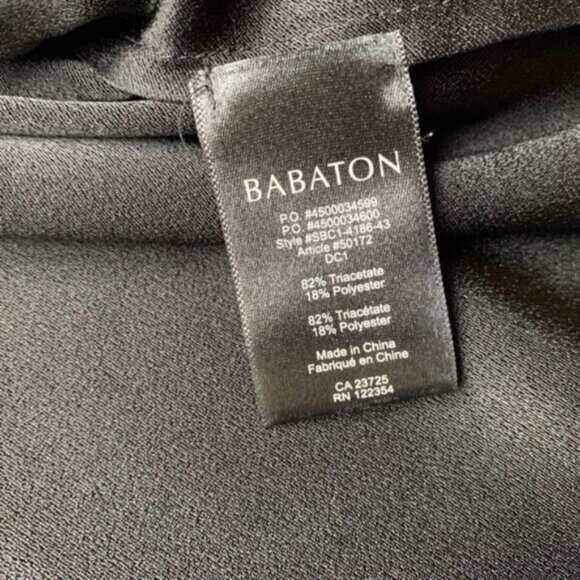 BABATON
P.O. #4500034599
P.O. #4500034600
Style #SBC1-4186-43
Article #50172
DC1
82% Triacetate
18% Polyester
82% Triacétate
18% Polyester
Made in China
Fabriqué en Chine
CA 23725
RN 122354